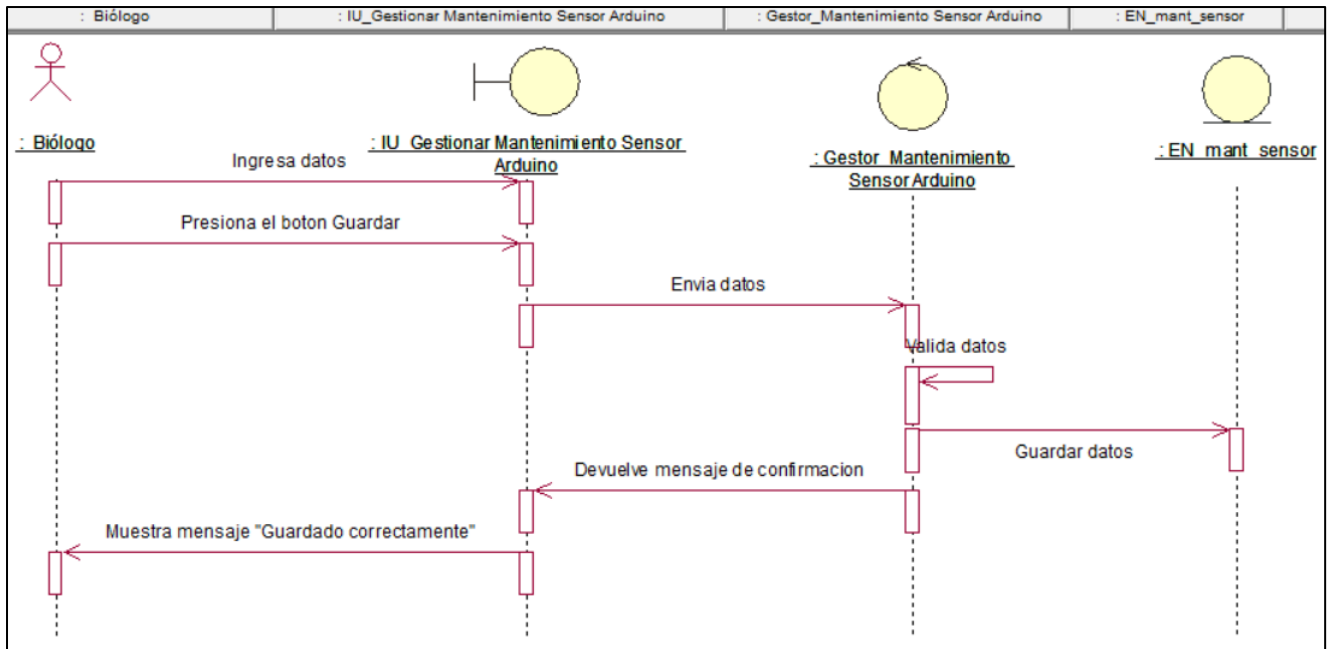 : Biólogo
: IU_Gestionar Mantenimiento Sensor Arduino
: Gestor_Mantenimiento Sensor Arduino
: EN_mant_sensor
: Biólogo
: IU_Gestionar Mantenimiento Sensor
Arduino
: Gestor_Mantenimiento
Sensor Arduino
: EN_mant_sensor
Ingresa datos
Presiona el boton Guardar
Envia datos
Valida datos
Guardar datos
Devuelve mensaje de confirmacion
Muestra mensaje "Guardado correctamente"